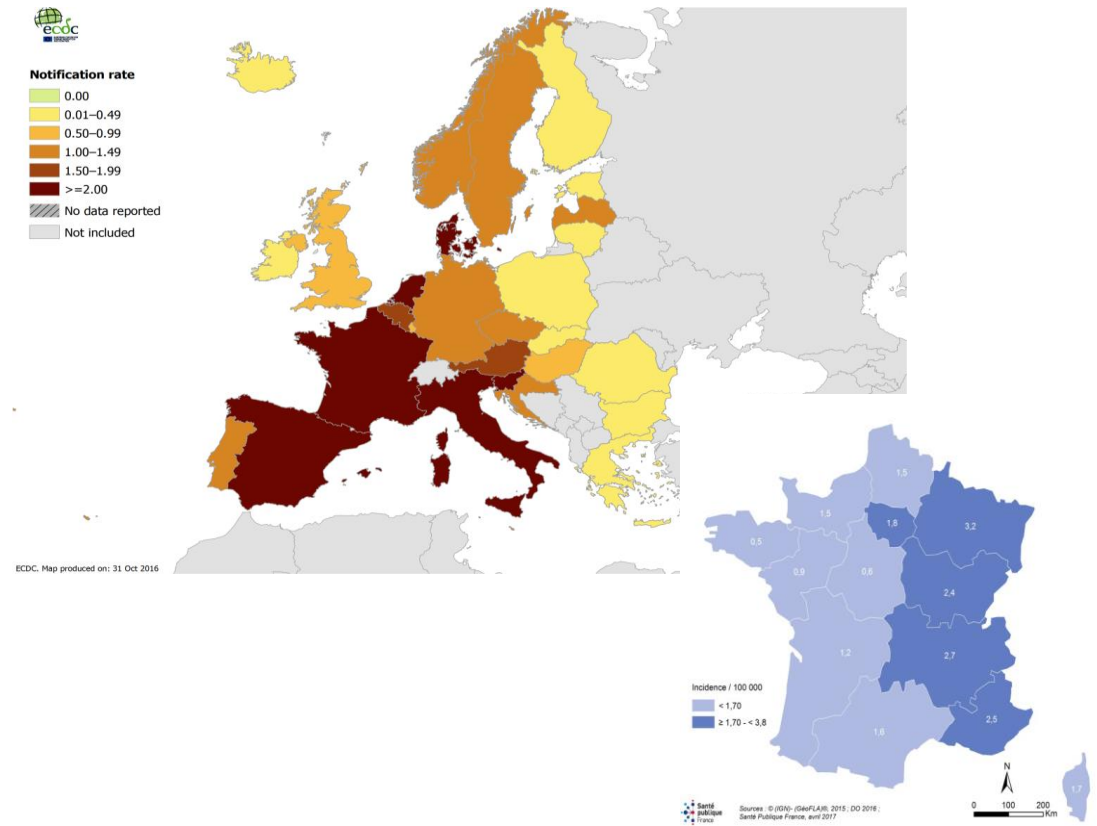 ecdc
Notification rate
0.00
0.01–0.49
0.50–0.99
1.00–1.49
1.50–1.99
>=2.00
No data reported
Not included
ECDC. Map produced on: 31 Oct 2016
1,5
1,5
1,8
3,2
0,5
0,9
0,6
2,4
1,2
2,7
1,6
2,5
1,7
Incidence / 100 000
< 1,70
≥ 1,70 - < 3,8
N
0 100 200
Km
Santé
publique
France
Sources : © (IGN)- (GéoFLA)®, 2015 ; DO 2016 ;
Santé Publique France, avril 2017